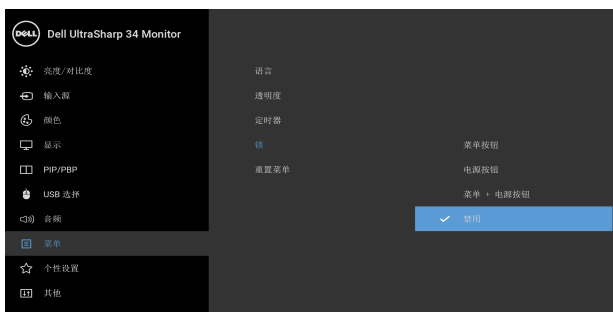 DELL Dell UltraSharp 34 Monitor
亮度/对比度
输入源
颜色
显示
PIP/PBP
USB 选择
音频
菜单
个性设置
其他
语言
透明度
定时器
锁
重置菜单
菜单按钮
电源按钮
菜单 + 电源按钮
禁用